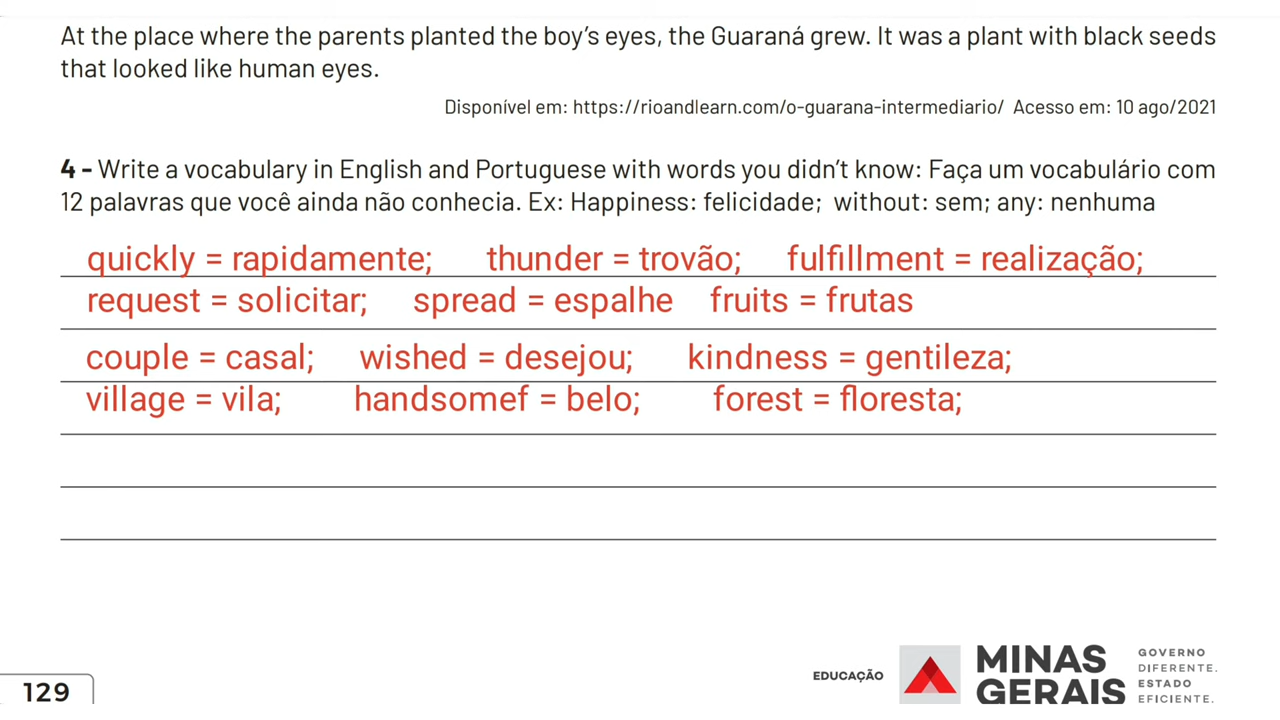 At the place where the parents planted the boy's eyes, the Guaraná grew. It was a plant with black seeds
that looked like human eyes.
Disponível em: https://rioandlearn.com/o-guarana-intermediario/ Acesso em: 10 ago/2021
4 - Write a vocabulary in English and Portuguese with words you didn't know: Faça um vocabulário com
12 palavras que você ainda não conhecia. Ex: Happiness: felicidade; without: sem; any: nenhuma
quickly = rapidamente; thunder = trovão; fulfillment = realização;
request = solicitar; spread = espalhe fruits = frutas
couple = casal; wished = desejou; kindness = gentileza;
village = vila; handsomef = belo; forest = floresta;
129
EDUCAÇÃO
MINAS
GERAIS
GOVERNO
DIFERENTE.
ESTADO
EFICIENTE.